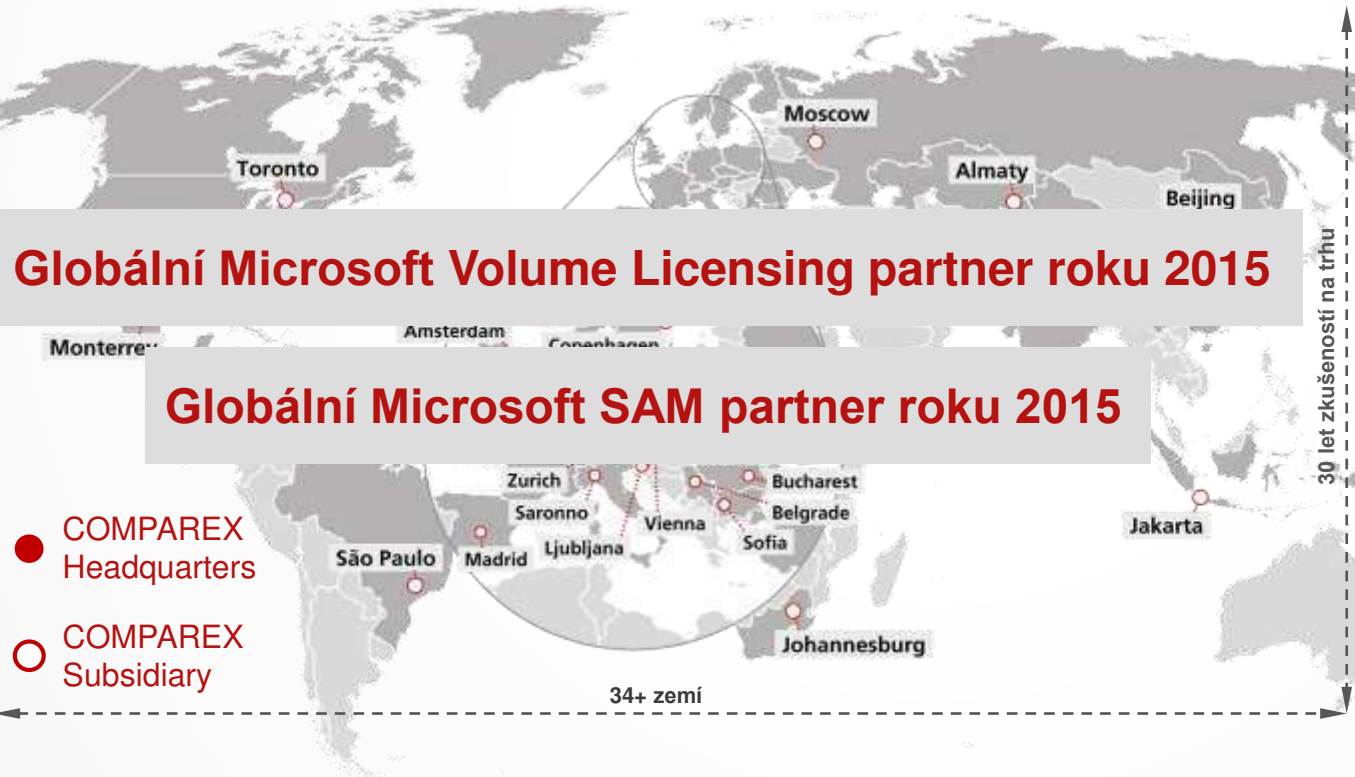 Moscow
Toronto
Almaty
Beijing
Globální Microsoft Volume Licensing partner roku 2015
30 let zkušeností na trhu
Amsterdam
Copenhagen
Monterrey
Globální Microsoft SAM partner roku 2015
Zurich
Bucharest
Saronno
Belgrade
Vienna
Sofia
Ljubljana
Madrid
São Paulo
Jakarta
COMPAREX
Headquarters
COMPAREX
Subsidiary
Johannesburg
34+ zemí